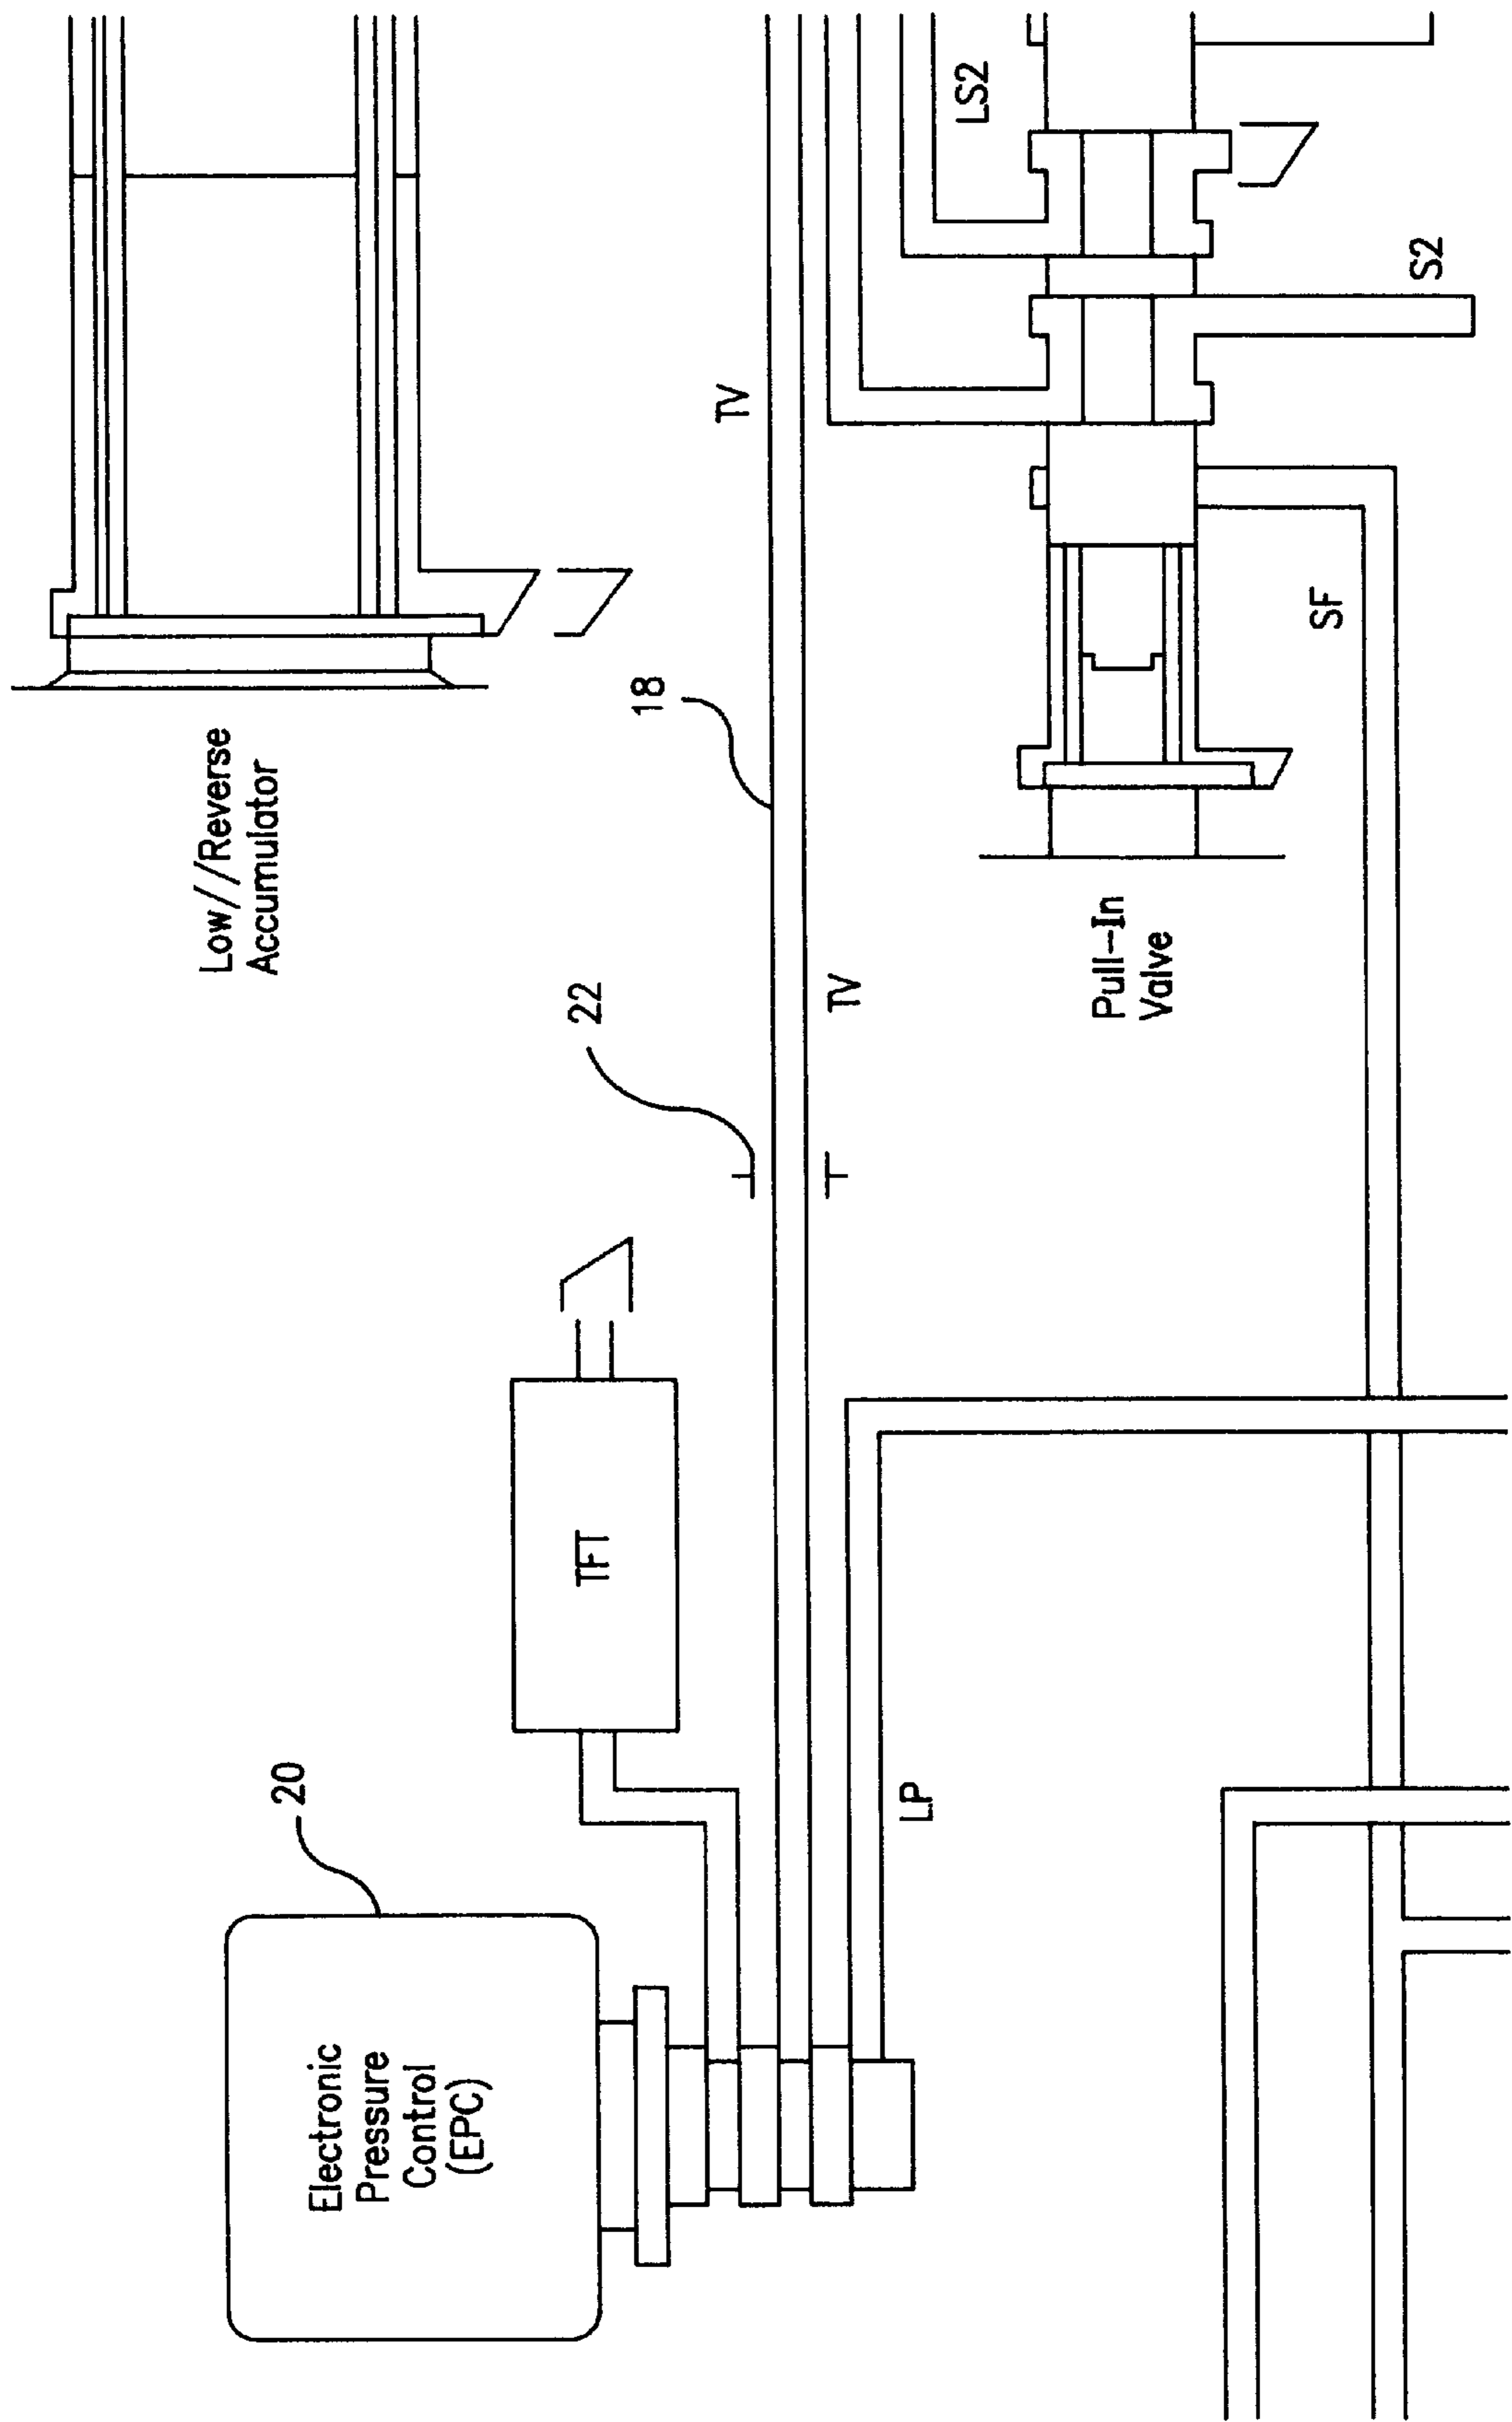 Low//Reverse
Accumulator
LS2
TV
S2
18
22
TV
SF
Pull-In
Valve
TFT
20
LP
Electronic
Pressure
Control
(EPC)